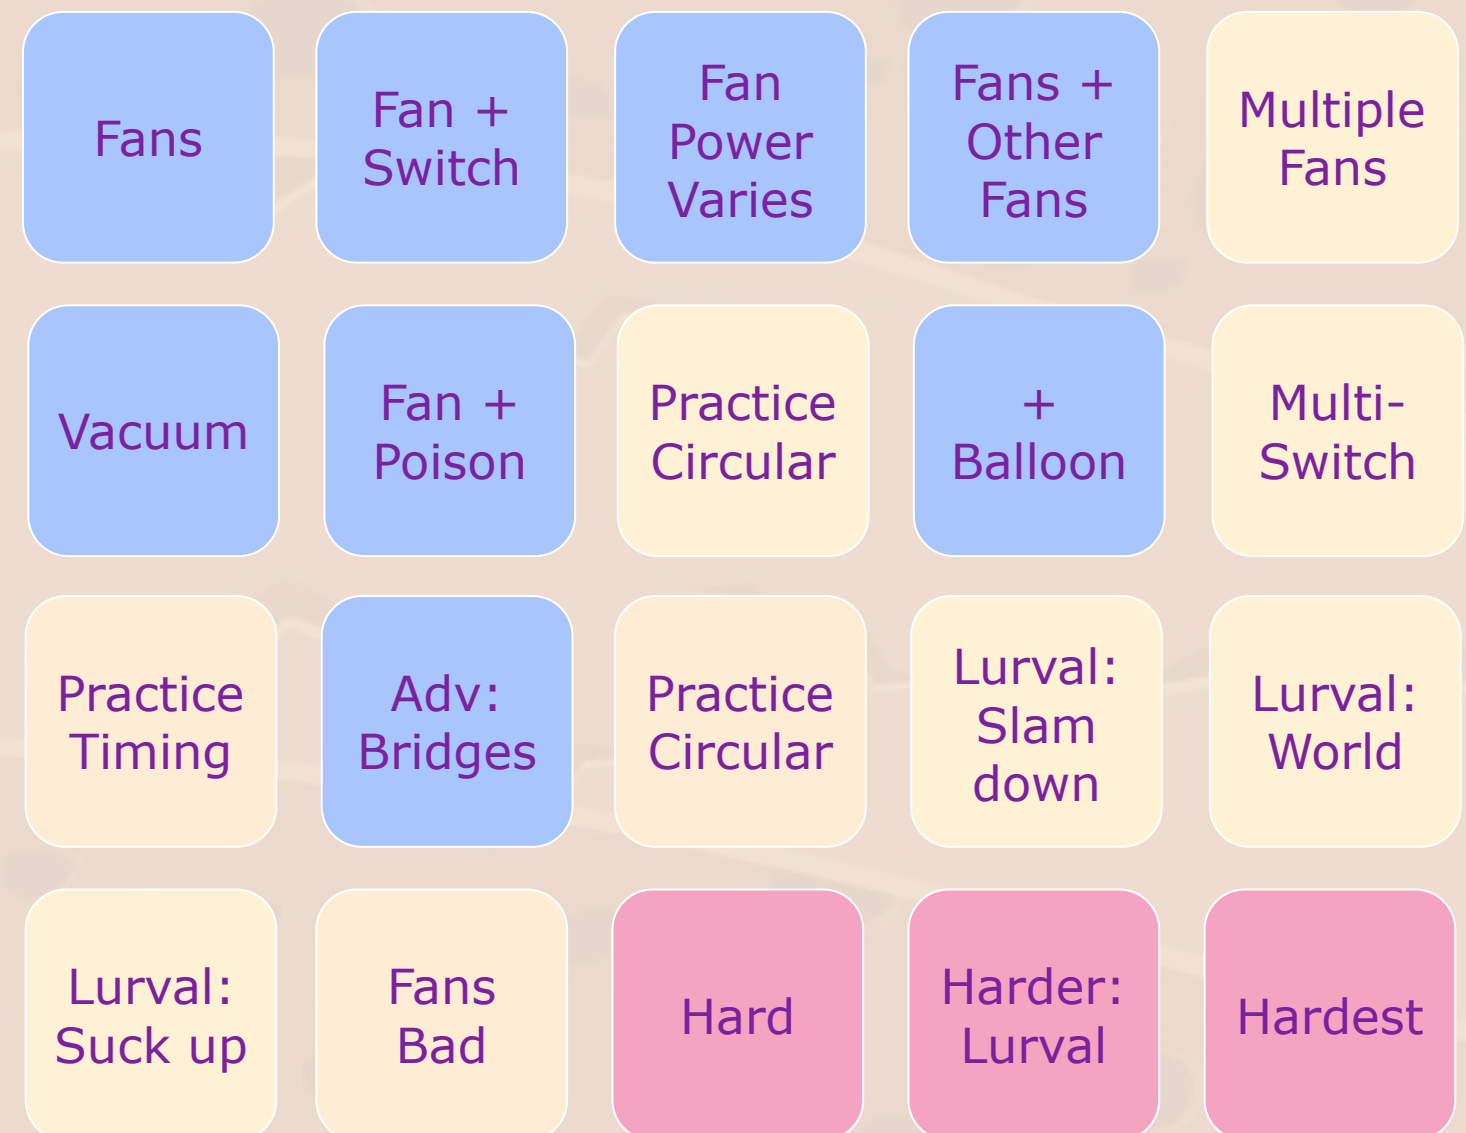 Fans
Fan +
Switch
Fan
Power
Varies
Fans +
Other
Fans
Multiple
Fans
Vacuum
Fan +
Poison
Practice
Circular
+
Balloon
Multi-
Switch
Practice
Timing
Adv:
Bridges
Practice
Circular
Lurval:
Slam
down
Lurval:
World
Lurval:
Suck up
Fans
Bad
Hard
Harder:
Lurval
Hardest